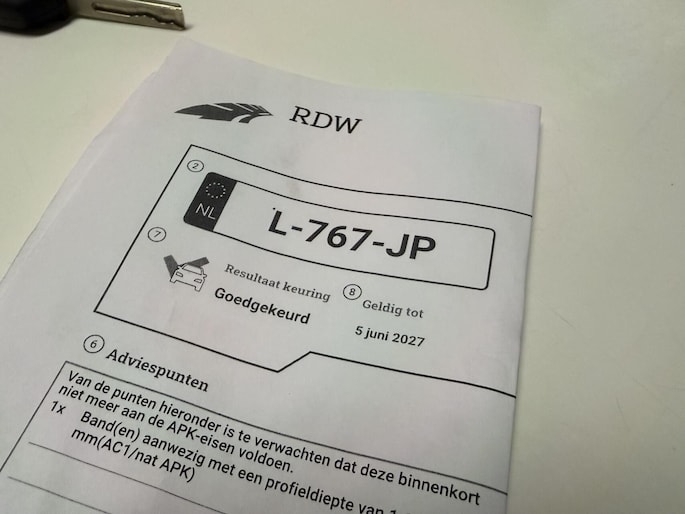 RDW
2
NL
L-767-JP
7
Resultaat keuring
Goedgekeurd
8
Geldig tot
5 juni 2027
6 Adviespunten
Van de punten hieronder is te verwachten dat deze binnenkort
niet meer aan de APK-eisen voldoen.
1x Band(en) aanwezig met een profieldiepte van
mm(AC1/nat APK)